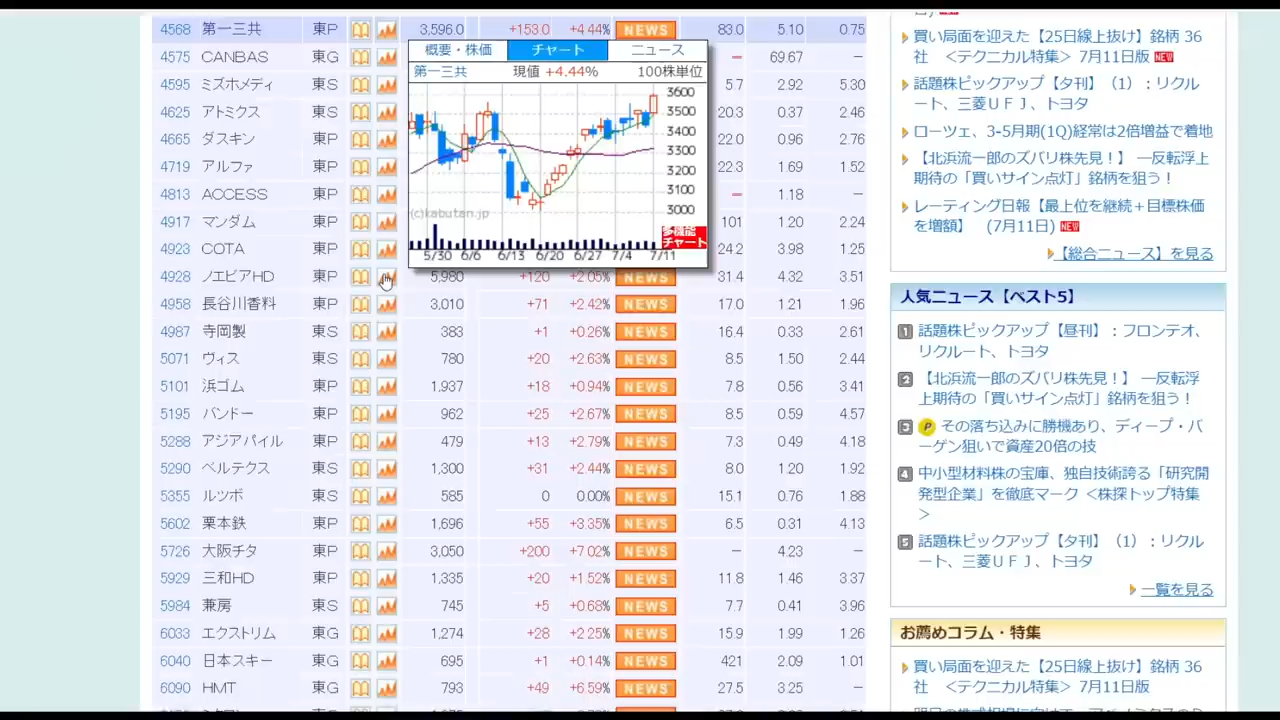 4568 第一三共 東P 3,596.0 +153.0 +4.44% NEWS 83.0 5.10 0.75
4575 CANBAS 東G － 69.67 －
4595 ミズホメディ 東S 5.7 2.92 5.30
4625 アトミクス 東S 20.3 0.37 2.46
4665 ダスキン 東P 22.0 0.96 2.76
4719 アルファ 東P 22.3 1.69 1.52
4813 ACCESS 東P － 1.18 －
4917 マンダム 東P 101 1.20 2.24
4923 COTA 東P 24.2 3.98 1.25
4928 ノエビアHD 東P 5,980 +120 +2.05% NEWS 31.4 4.32 3.51
4958 長谷川香料 東P 3,010 +71 +2.42% NEWS 17.0 1.21 1.96
4987 寺岡製 東S 383 +1 +0.26% NEWS 16.4 0.33 2.61
5071 ヴィス 東S 780 +20 +2.63% NEWS 8.5 1.50 2.44
5101 浜ゴム 東P 1,937 +18 +0.94% NEWS 7.8 0.56 3.41
5195 バンドー 東P 962 +25 +2.67% NEWS 8.5 0.59 4.57
5288 アジアパイル 東P 479 +13 +2.79% NEWS 7.3 0.49 4.18
5290 ベルテクス 東S 1,300 +31 +2.44% NEWS 8.0 1.20 1.92
5355 ルツボ 東S 585 0 0.00% NEWS 15.1 0.76 1.88
5602 栗本鉄 東P 1,696 +55 +3.35% NEWS 6.5 0.31 4.13
5726 大阪チタ 東P 3,050 +200 +7.02% NEWS － 4.23 －
5929 三和HD 東P 1,335 +20 +1.52% NEWS 11.8 1.46 3.37
5984 兼房 東S 745 +5 +0.68% NEWS 7.7 0.41 3.96
6033 エクストリム 東G 1,274 +28 +2.25% NEWS 15.9 1.99 1.26
6040 日本スキー 東G 695 +1 +0.14% NEWS 421 2.09 1.01
6090 HMT 東G 793 +49 +6.59% NEWS 27.5 3.25 －
概要・株価 チャート ニュース
第一三共 現値 +4.44% 100株単位
3600
3500
3400
3300
3200
3100
3000
(c)kabutan.jp
多機能
チャート
5/30 6/6 6/13 6/20 6/27 7/4 7/11
買い局面を迎えた【25日線上抜け】銘柄 36
社 ＜テクニカル特集＞ 7月11日版 NEW
話題株ピックアップ【夕刊】（1）：リクル
ート、三菱ＵＦＪ、トヨタ
ローツェ、3-5月期(1Q)経常は2倍増益で着地
【北浜流一郎のズバリ株先見！】 ―反転浮上
期待の「買いサイン点灯」銘柄を狙う！
レーティング日報【最上位を継続＋目標株価
を増額】 (7月11日) NEW
【総合ニュース】を見る
人気ニュース【ベスト5】
1 話題株ピックアップ【昼刊】：フロンテオ、
リクルート、トヨタ
2 【北浜流一郎のズバリ株先見！】 ―反転浮
上期待の「買いサイン点灯」銘柄を狙う！
3 P その落ち込みに勝機あり、ディープ・バ
ーゲン狙いで資産20倍の技
4 中小型材料株の宝庫、独自技術誇る「研究開
発型企業」を徹底マーク ＜株探トップ特集
＞
5 話題株ピックアップ【夕刊】（1）：リクル
ート、三菱ＵＦＪ、トヨタ
一覧を見る
お薦めコラム・特集
買い局面を迎えた【25日線上抜け】銘柄 36
社 ＜テクニカル特集＞ 7月11日版